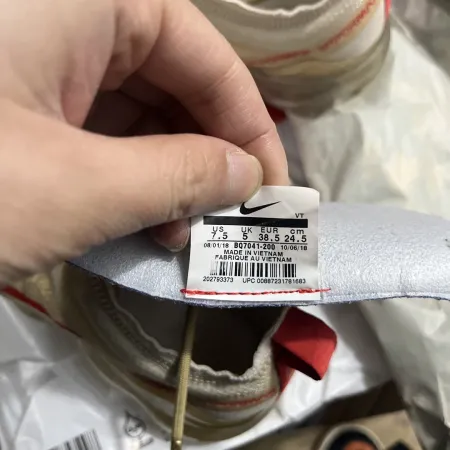 VT
US UK EUR cm
7.5 5 38.5 24.5
08/01/18 BQ7041-200 10/06/18
MADE IN VIETNAM
FABRIQUE AU VIETNAM
202793373 UPC 00887231761683